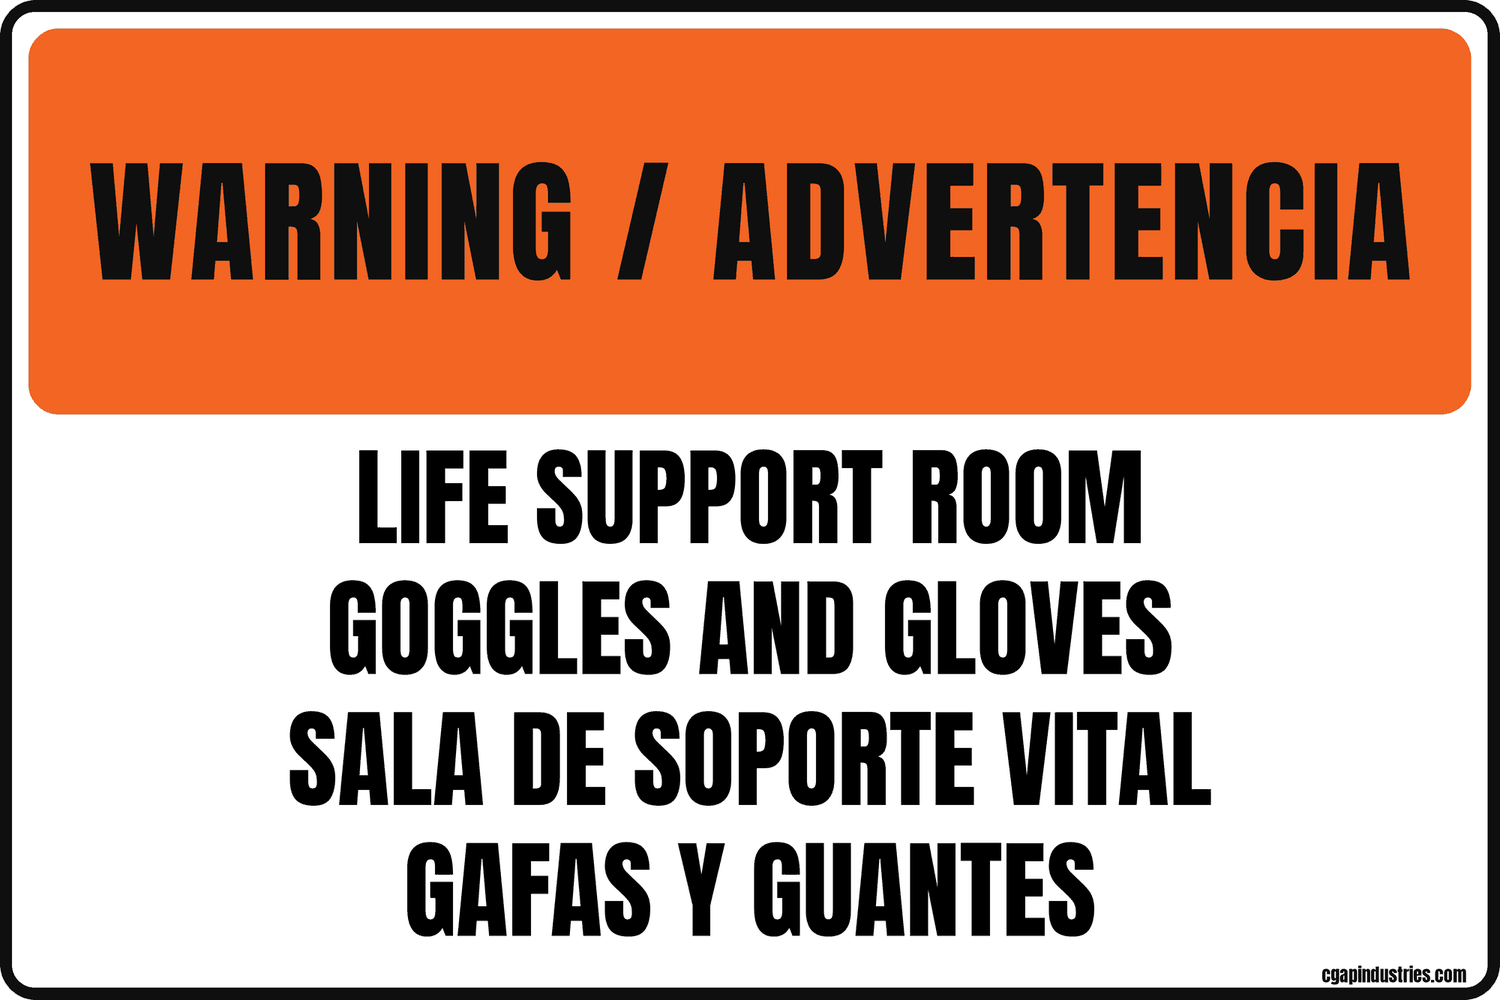 WARNING / ADVERTENCIA
LIFE SUPPORT ROOM
GOGGLES AND GLOVES
SALA DE SOPORTE VITAL
GAFAS Y GUANTES
cgapindustries.com